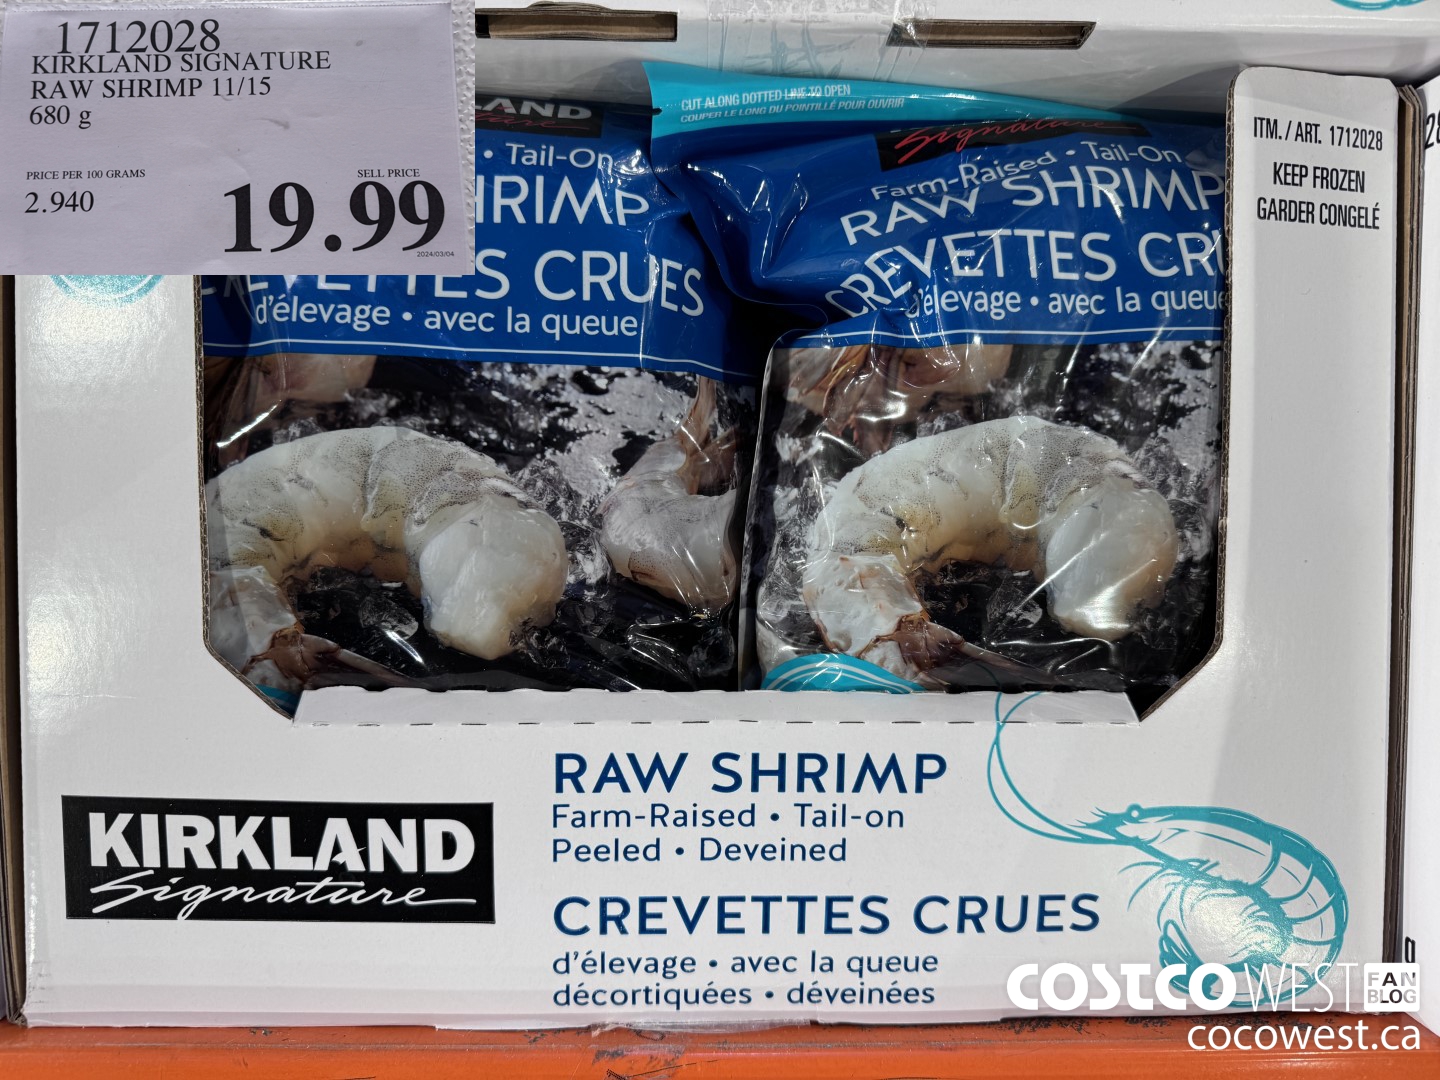 1712028
KIRKLAND SIGNATURE
RAW SHRIMP 11/15
680 g
PRICE PER 100 GRAMS
2.940
SELL PRICE
19.99
2024/03/04
LAND
• Tail-On
HRIMP
CREVETTES CRUES
d'élevage • avec la queue
CUT ALONG DOTTED LINE TO OPEN
COUPER LE LONG DU POINTILLÉ POUR OUVRIR
Signature
Farm-Raised • Tail-On
RAW SHRIMP
CREVETTES CRU
d'élevage • avec la queue
ITM. / ART. 1712028
KEEP FROZEN
GARDER CONGELÉ
KIRKLAND
Signature
RAW SHRIMP
Farm-Raised • Tail-on
Peeled • Deveined
CREVETTES CRUES
d'élevage • avec la queue
décortiquées • déveinées
COSTCO WEST FAN BLOG
cocowest.ca